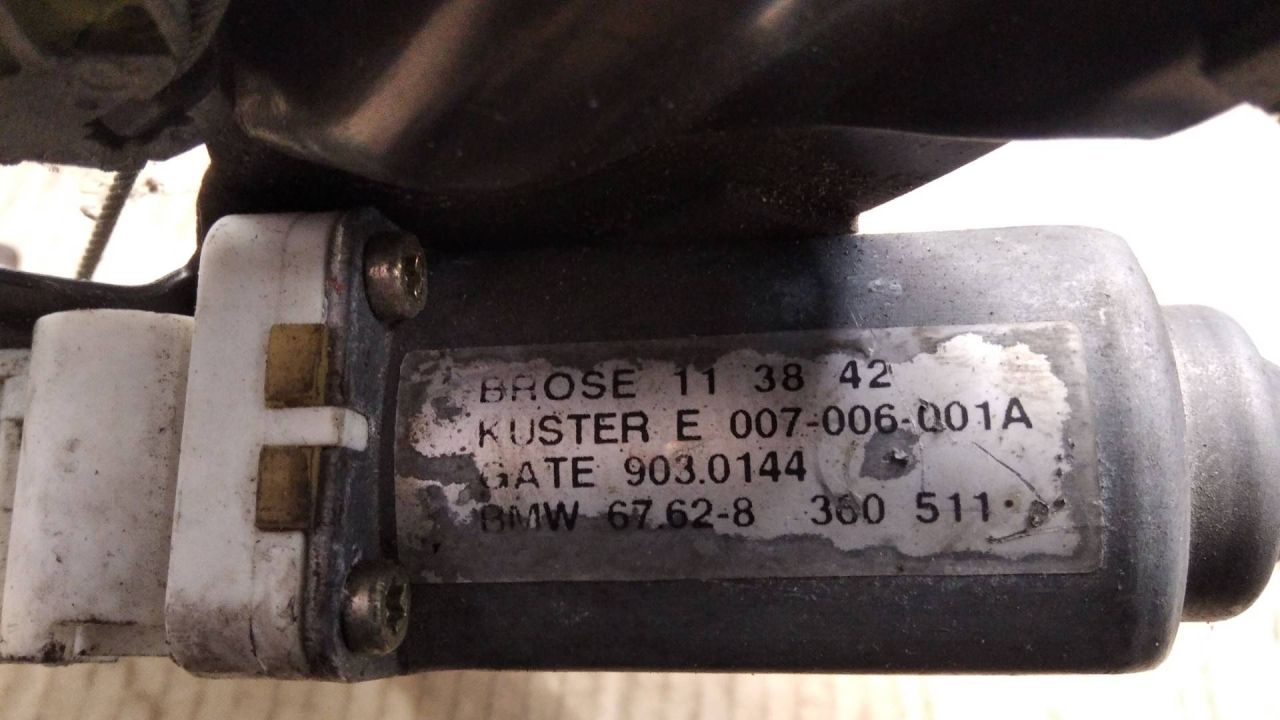 BROSE 11 38 42
KUSTER E 007-006-001A
GATE 903.0144
BMW 67.62-8 360 511